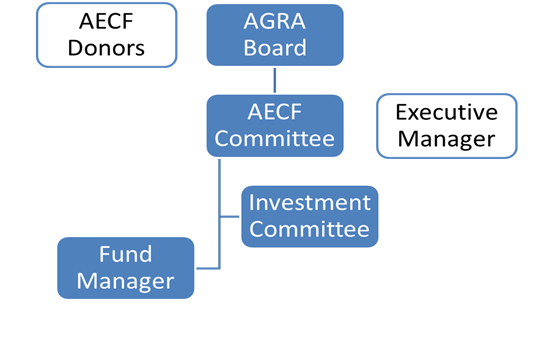 AECF
Donors
AGRA
Board
AECF
Committee
Executive
Manager
Investment
Committee
Fund
Manager